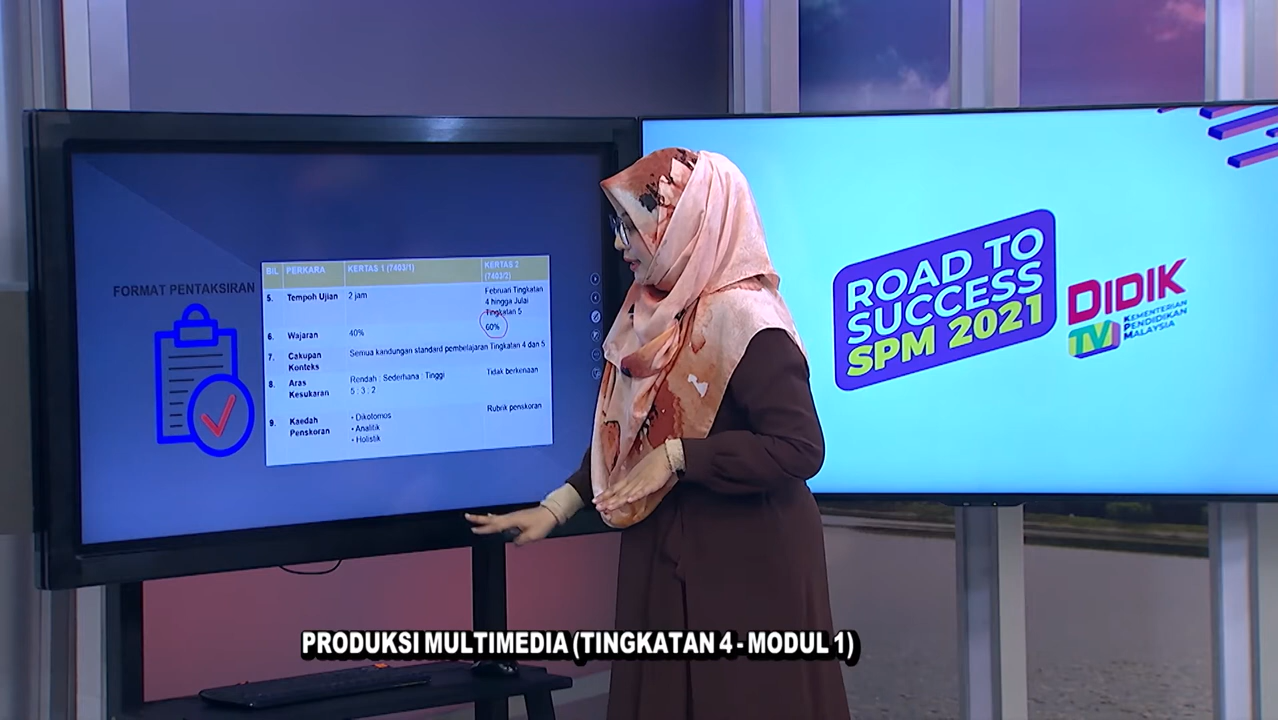 FORMAT PENTAKSIRAN
BIL PERKARA KERTAS 1 (7403/1) KERTAS 2
(7403/2)
5. Tempoh Ujian 2 jam Februari Tingkatan
4 hingga Julai
Tingkatan 5
6. Wajaran 40% 60%
7. Cakupan Semua kandungan standard pembelajaran Tingkatan 4 dan 5
Konteks
8. Aras Rendah : Sederhana : Tinggi Tidak berkenaan
Kesukaran 5 : 3 : 2
9. Kaedah • Dikotomos Rubrik penskoran
Penskoran • Analitik
• Holistik
ROAD TO
SUCCESS
SPM 2021
DIDIK
TV
KEMENTERIAN
PENDIDIKAN
MALAYSIA
PRODUKSI MULTIMEDIA (TINGKATAN 4 - MODUL 1)